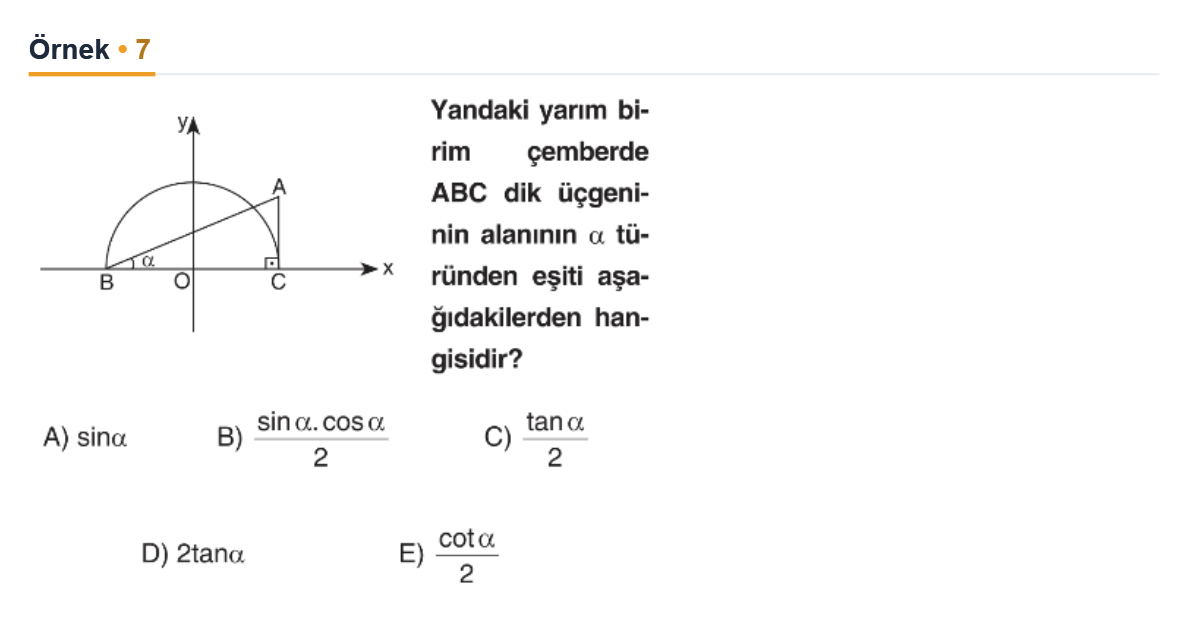 Örnek • 7
Yandaki yarım bi-
rim çemberde
ABC dik üçgeni-
nin alanının α tü-
ründen eşiti aşa-
ğıdakilerden han-
gisidir?
y
A
α
x
B
O
C
A) sinα
B) sin α . cos α / 2
C) tan α / 2
D) 2tanα
E) cot α / 2